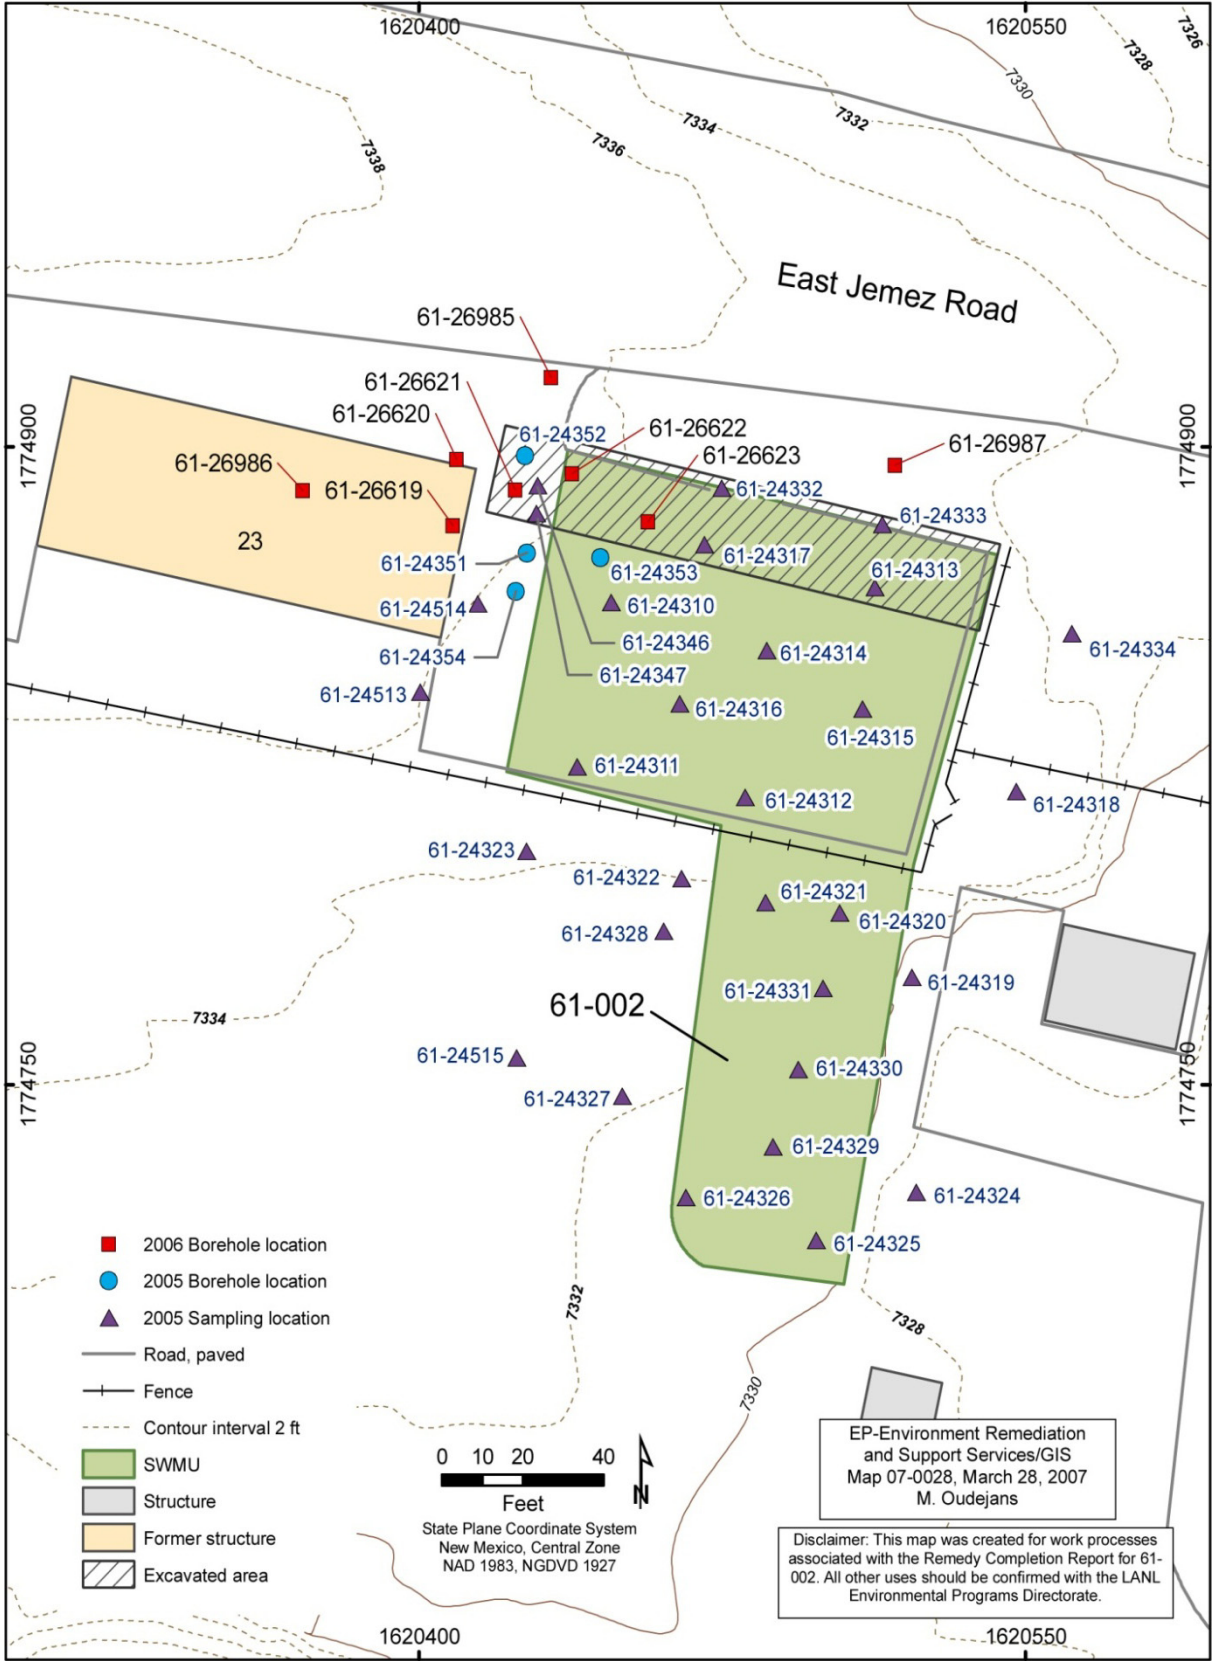 1620400
1620550
7326
7328
7330
7332
7334
7336
7338
East Jemez Road
61-26985
61-26621
61-26620
61-24352
61-26622
61-26987
1774900
1774900
61-26986
61-26623
61-26619
61-24332
61-24333
23
61-24317
61-24351
61-24353
61-24313
61-24514
61-24310
61-24346
61-24334
61-24354
61-24314
61-24347
61-24513
61-24316
61-24315
61-24311
61-24312
61-24318
61-24323
61-24322
61-24321
61-24320
61-24328
61-24319
61-24331
61-002
7334
61-24515
61-24330
1774750
1774750
61-24327
61-24329
61-24326
61-24324
61-24325
7332
7328
7330
2006 Borehole location
2005 Borehole location
2005 Sampling location
Road, paved
Fence
Contour interval 2 ft
SWMU
Structure
Former structure
Excavated area
0 10 20 40
Feet
N
State Plane Coordinate System
New Mexico, Central Zone
NAD 1983, NGDVD 1927
EP-Environment Remediation
and Support Services/GIS
Map 07-0028, March 28, 2007
M. Oudejans
Disclaimer: This map was created for work processes
associated with the Remedy Completion Report for 61-
002. All other uses should be confirmed with the LANL
Environmental Programs Directorate.
1620400
1620550